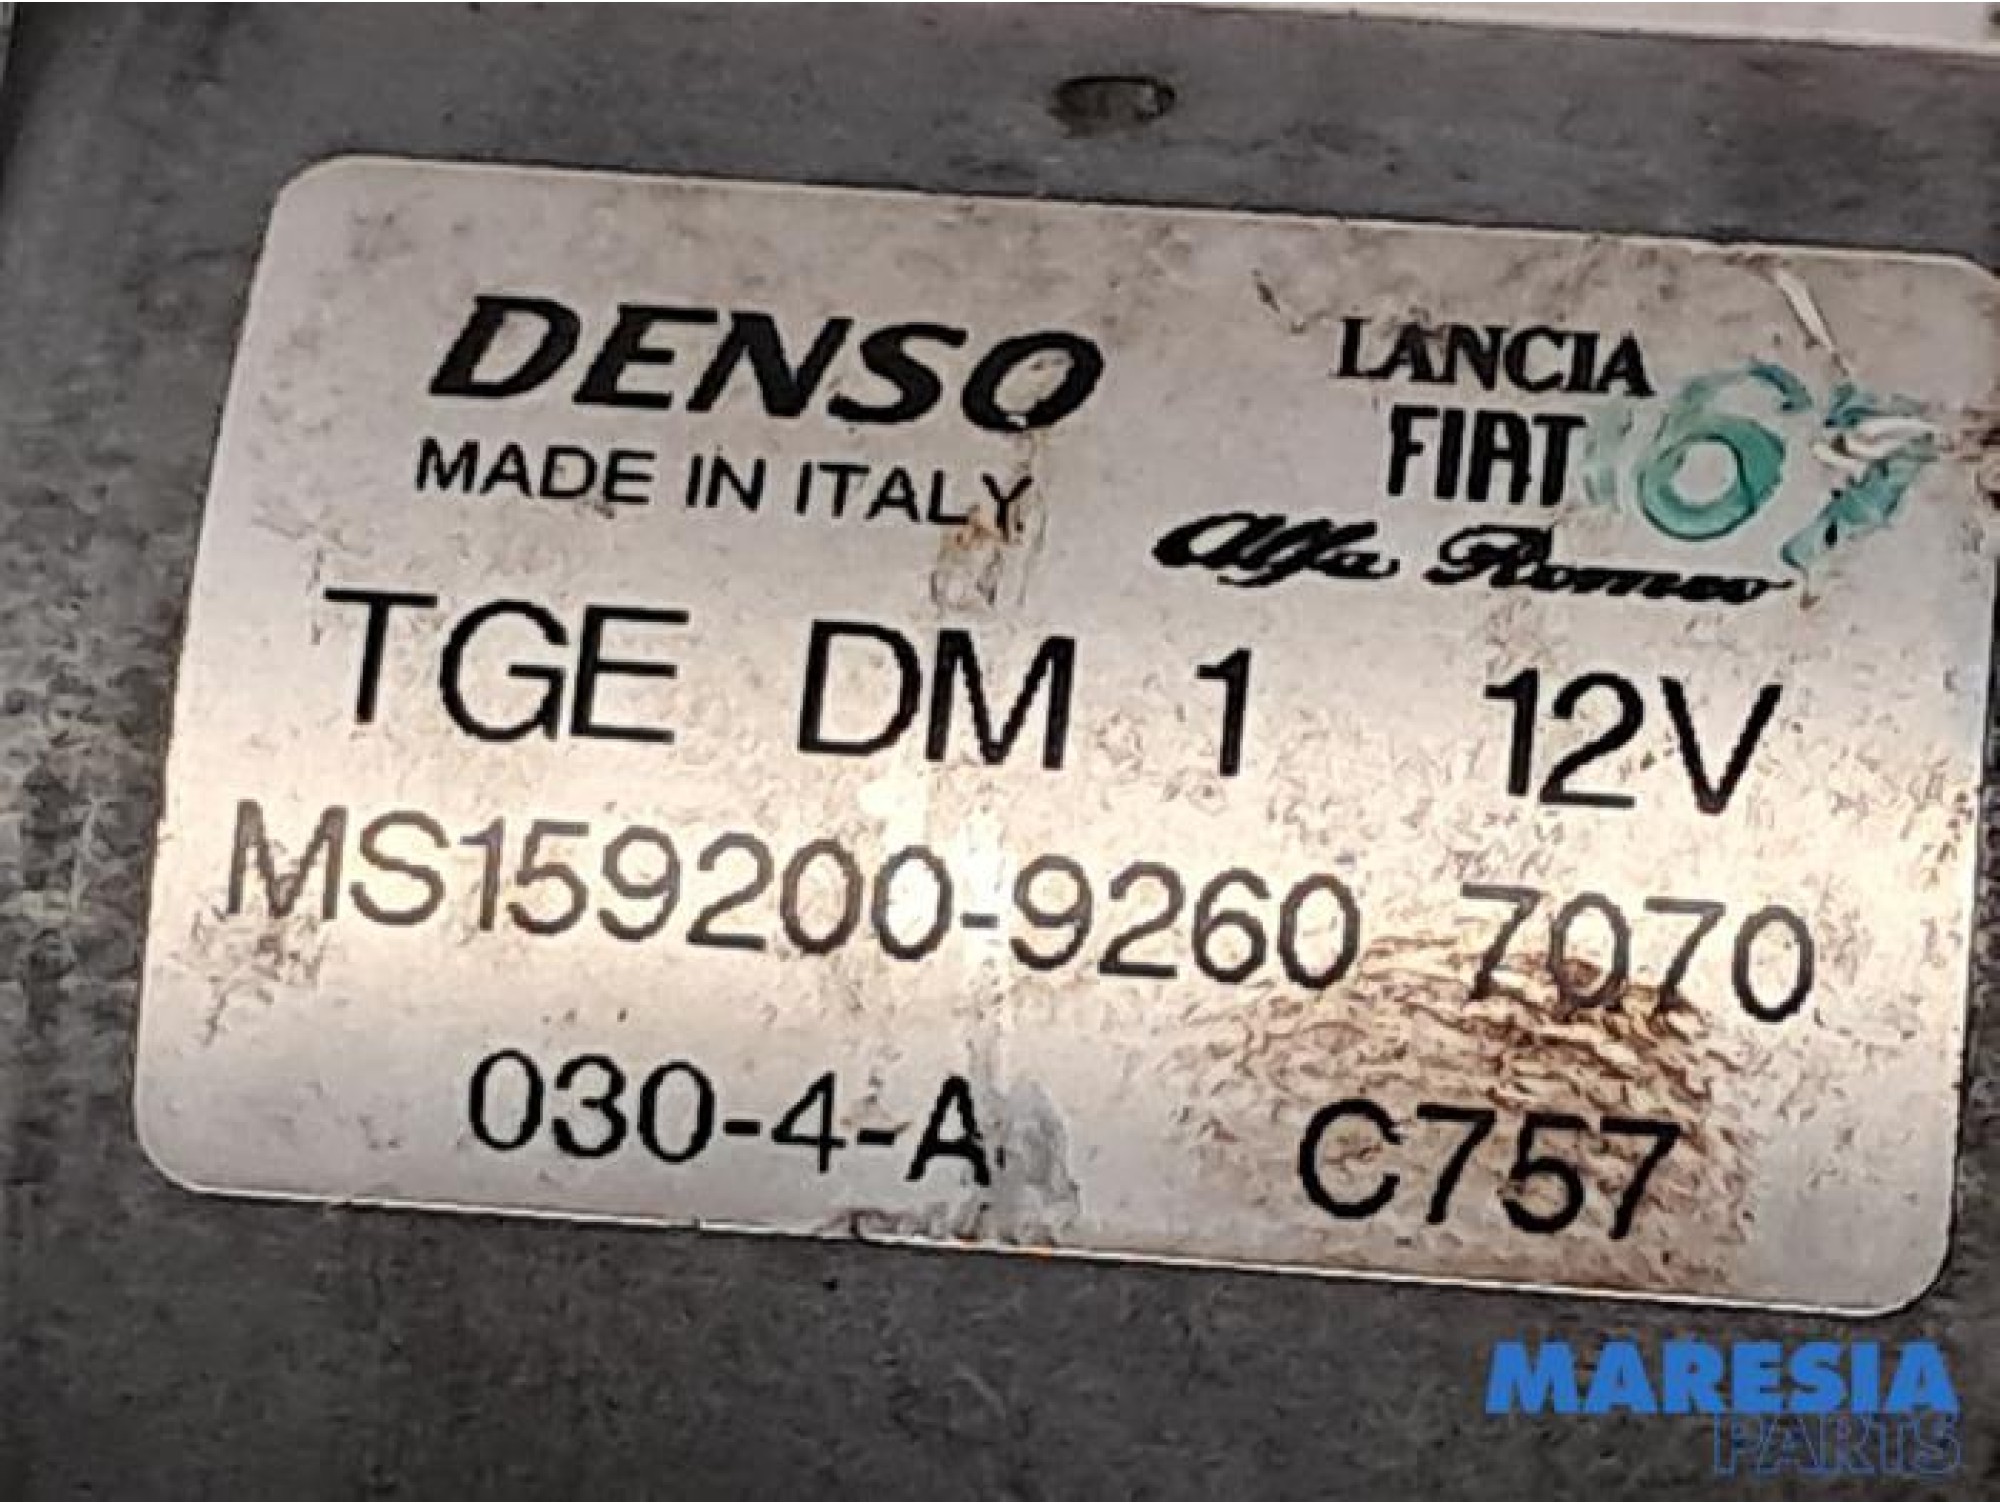 DENSO
MADE IN ITALY
LANCIA
FIAT
Alfa Romeo
67
TGE DM 1 12V
MS159200-9260 7070
030-4-A C757
MARESIA
PARTS